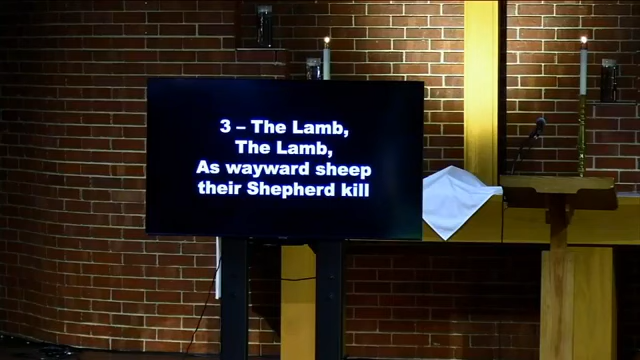 3 – The Lamb,
The Lamb,
As wayward sheep
their Shepherd kill